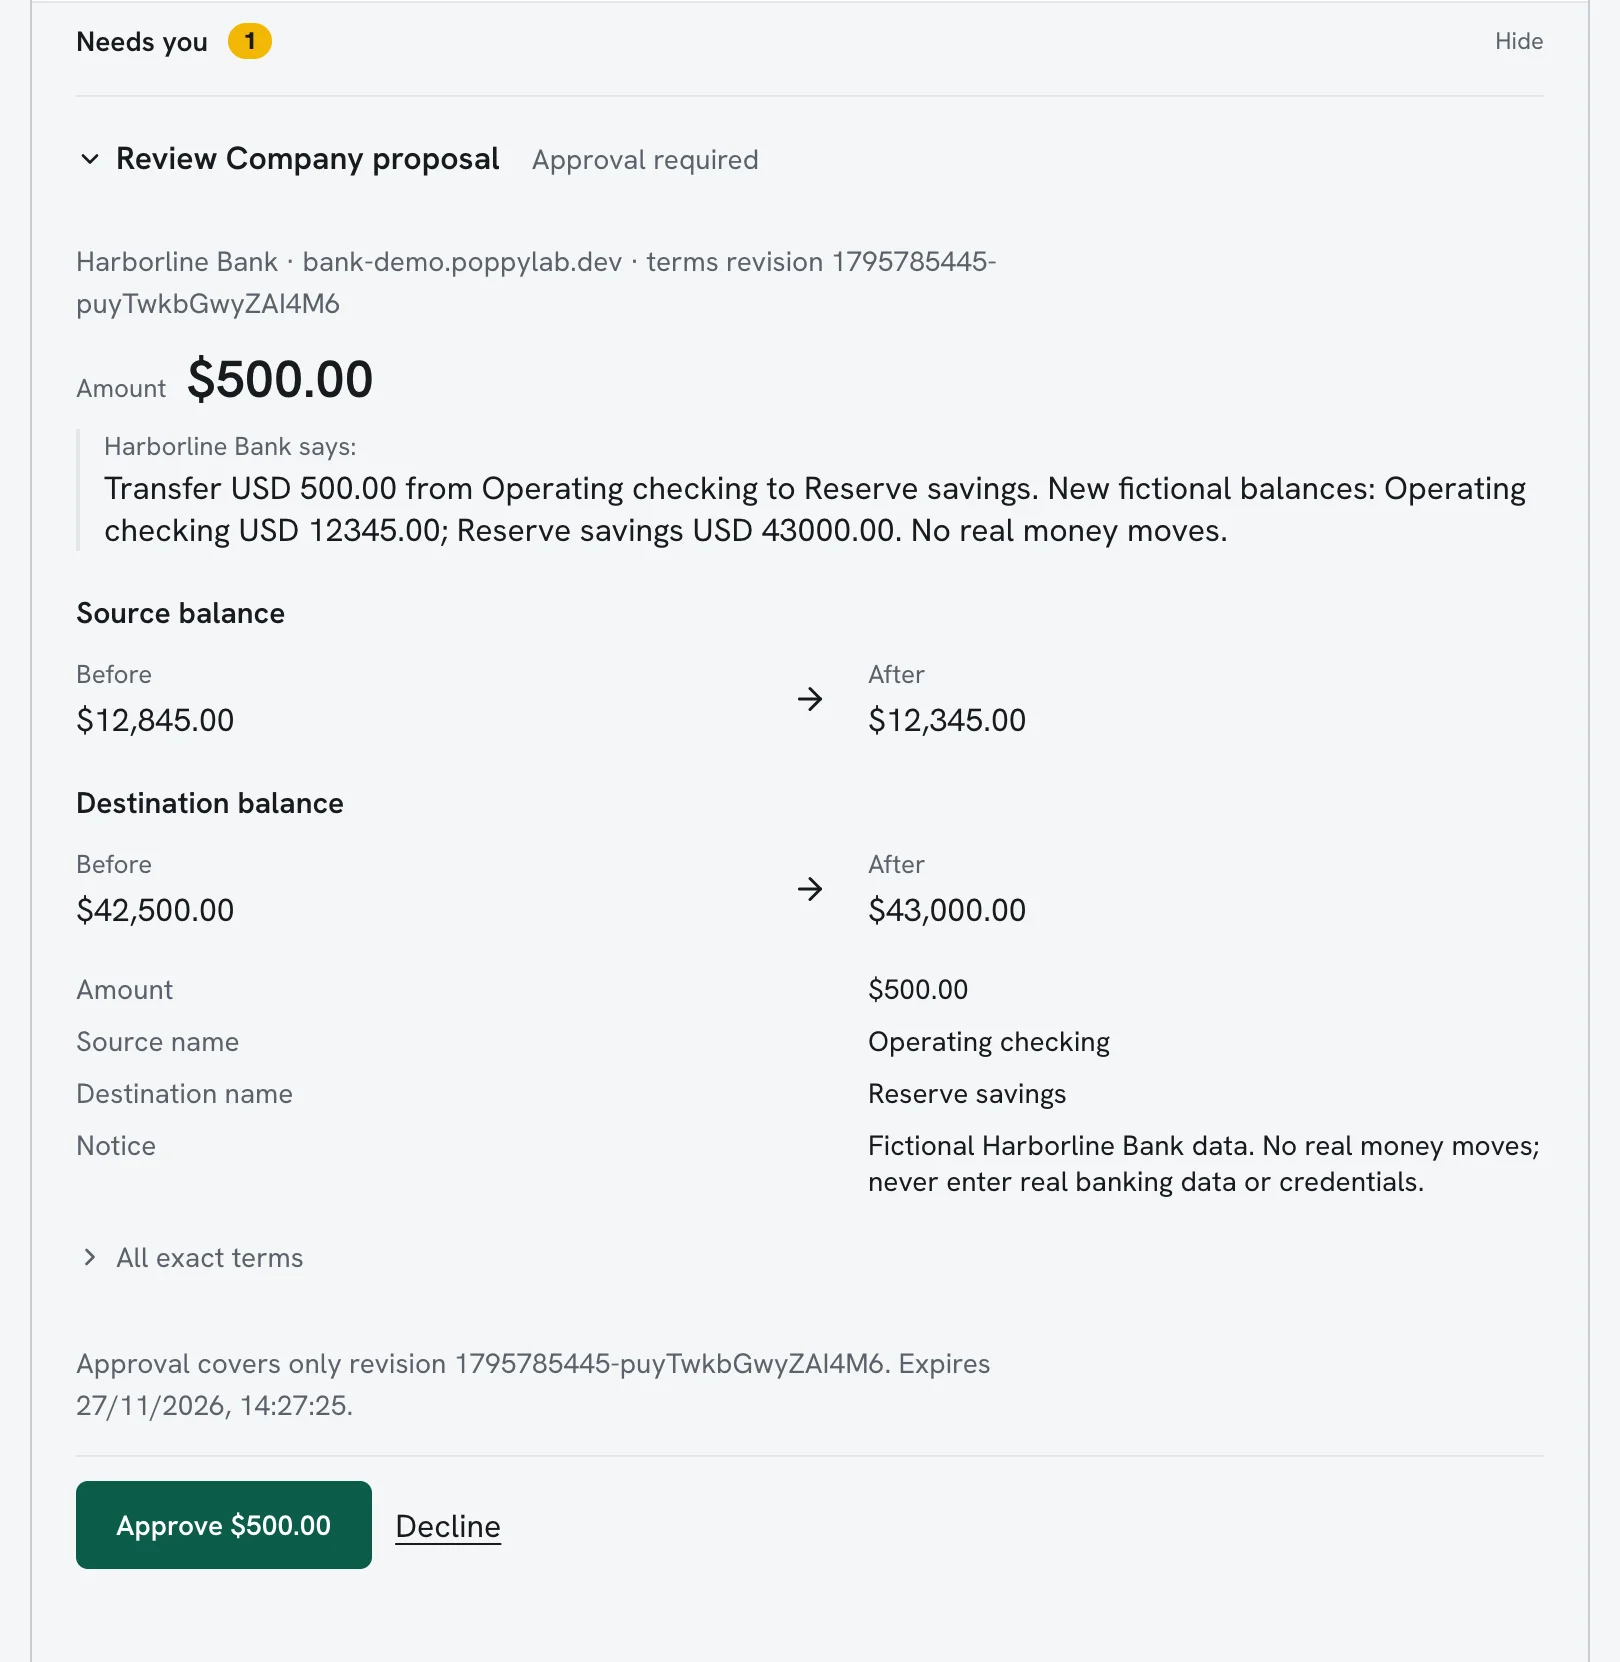 Needs you 1 Hide
Review Company proposal Approval required
Harborline Bank · bank-demo.poppylab.dev · terms revision 1795785445-
puyTwkbGwyZAI4M6
Amount $500.00
Harborline Bank says:
Transfer USD 500.00 from Operating checking to Reserve savings. New fictional balances: Operating
checking USD 12345.00; Reserve savings USD 43000.00. No real money moves.
Source balance
Before After
$12,845.00 → $12,345.00
Destination balance
Before After
$42,500.00 → $43,000.00
Amount $500.00
Source name Operating checking
Destination name Reserve savings
Notice Fictional Harborline Bank data. No real money moves;
never enter real banking data or credentials.
All exact terms
Approval covers only revision 1795785445-puyTwkbGwyZAI4M6. Expires
27/11/2026, 14:27:25.
Approve $500.00 Decline